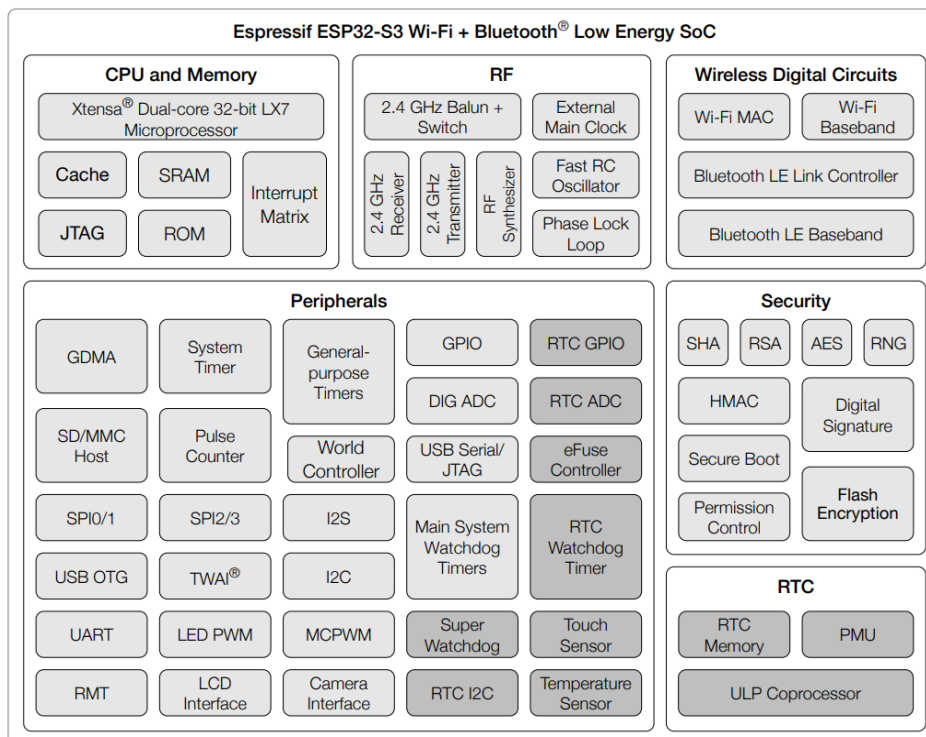 Espressif ESP32-S3 Wi-Fi + Bluetooth® Low Energy SoC
CPU and Memory
Xtensa® Dual-core 32-bit LX7
Microprocessor
Cache
SRAM
Interrupt
Matrix
JTAG
ROM
RF
2.4 GHz Balun +
Switch
External
Main Clock
2.4 GHz
Receiver
2.4 GHz
Transmitter
RF
Synthesizer
Fast RC
Oscillator
Phase Lock
Loop
Wireless Digital Circuits
Wi-Fi MAC
Wi-Fi
Baseband
Bluetooth LE Link Controller
Bluetooth LE Baseband
Peripherals
GDMA
System
Timer
General-
purpose
Timers
GPIO
RTC GPIO
DIG ADC
RTC ADC
SD/MMC
Host
Pulse
Counter
World
Controller
USB Serial/
JTAG
eFuse
Controller
SPI0/1
SPI2/3
I2S
Main System
Watchdog
Timers
RTC
Watchdog
Timer
USB OTG
TWAI®
I2C
UART
LED PWM
MCPWM
Super
Watchdog
Touch
Sensor
RMT
LCD
Interface
Camera
Interface
RTC I2C
Temperature
Sensor
Security
SHA
RSA
AES
RNG
HMAC
Digital
Signature
Secure Boot
Flash
Encryption
Permission
Control
RTC
RTC
Memory
PMU
ULP Coprocessor